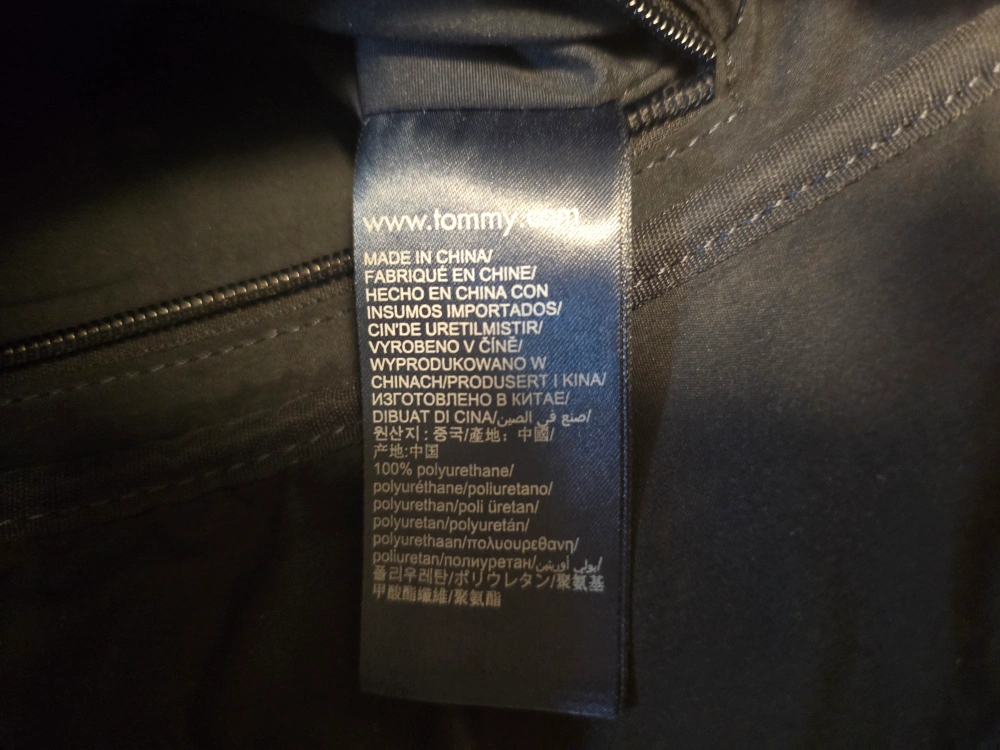 www.tommy.com
MADE IN CHINA/
FABRIQUÉ EN CHINE/
HECHO EN CHINA CON
INSUMOS IMPORTADOS/
CIN'DE URETILMISTIR/
VYROBENO V ČÍNĚ/
WYPRODUKOWANO W
CHINACH/PRODUSERT I KINA/
ИЗГОТОВЛЕНО В КИТАЕ/
DIBUAT DI CINA/صنع في الصين/
원산지 : 중국/產地：中國/
产地:中国
100% polyurethane/
polyuréthane/poliuretano/
polyurethan/poli üretan/
polyuretan/polyuretán/
polyurethaan/πολυουρεθανη/
poliuretan/полиуретан/بولي أوريثين/
폴리우레탄/ポリウレタン/聚氨基
甲酸酯纖維/聚氨酯